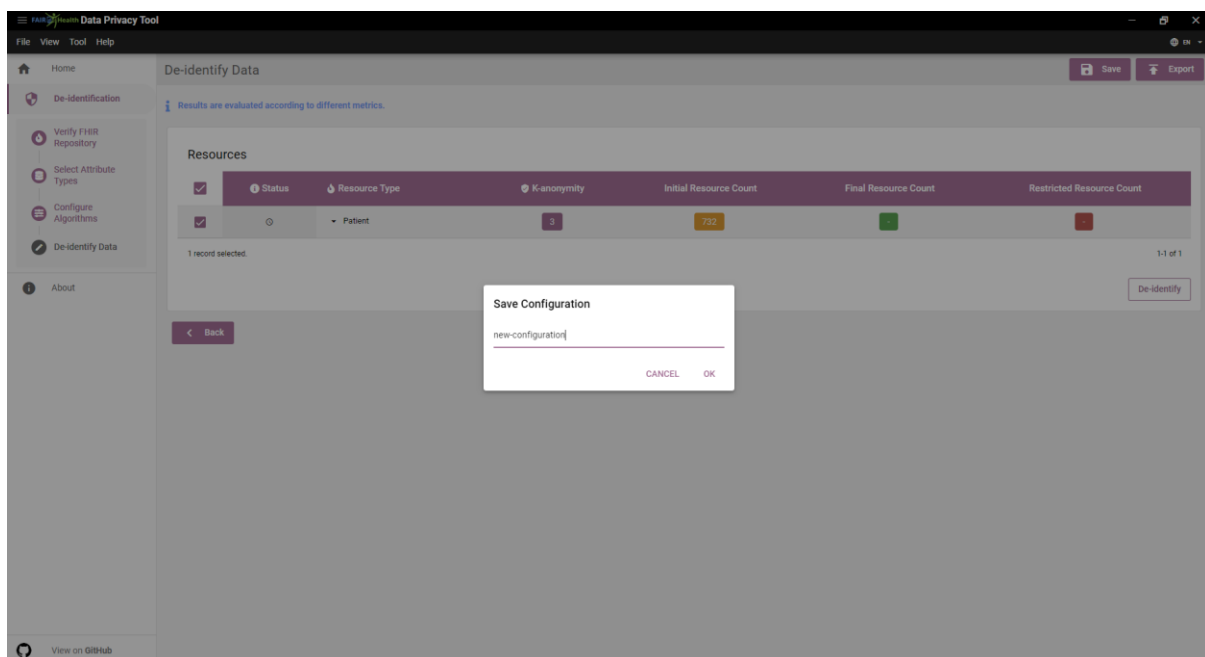 FAIR4Health Data Privacy Tool
File View Tool Help
EN
Home
De-identification
Verify FHIR
Repository
Select Attribute
Types
Configure
Algorithms
De-identify Data
About
View on GitHub
De-identify Data
Save
Export
Results are evaluated according to different metrics.
Resources
Status Resource Type K-anonymity Initial Resource Count Final Resource Count Restricted Resource Count
Patient 3 732 - -
1 record selected. 1-1 of 1
De-identify
Back
Save Configuration
new-configuration
CANCEL OK